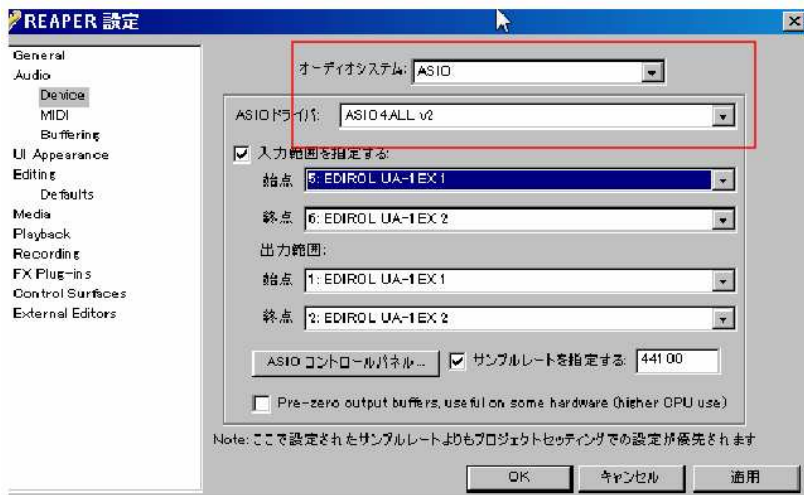 REAPER 設定
General
Audio
Device
MIDI
Buffering
UI Appearance
Editing
Defaults
Media
Playback
Recording
FX Plug-ins
Control Surfaces
External Editors
オーディオシステム: ASIO
ASIOドライバ: ASIO4ALL v2
入力範囲を指定する:
始点 5: EDIROL UA-1EX 1
終点 6: EDIROL UA-1EX 2
出力範囲:
始点 1: EDIROL UA-1EX 1
終点 2: EDIROL UA-1EX 2
ASIO コントロールパネル... サンプルレートを指定する: 44100
Pre-zero output buffers, useful on some hardware (higher CPU use)
Note: ここで設定されたサンプルレートよりもプロジェクトセッティングでの設定が優先されます
OK キャンセル 適用